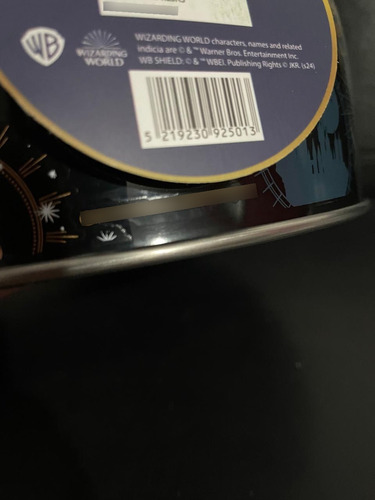 WB
WIZARDING
WORLD
WIZARDING WORLD characters, names and related
indicia are © & ™ Warner Bros. Entertainment Inc.
WB SHIELD: © & ™ WBEI. Publishing Rights © JKR. (s24)
5 219230 925013